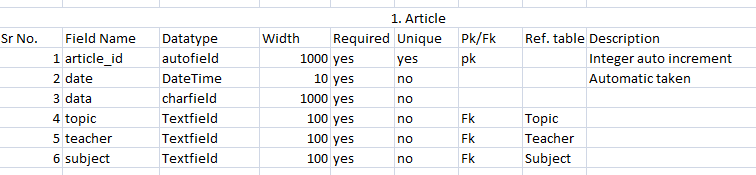 1. Article
Sr No. Field Name Datatype Width Required Unique Pk/Fk Ref. table Description
1 article_id autofield 1000 yes yes pk Integer auto increment
2 date DateTime 10 yes no Automatic taken
3 data charfield 1000 yes no
4 topic Textfield 100 yes no Fk Topic
5 teacher Textfield 100 yes no Fk Teacher
6 subject Textfield 100 yes no Fk Subject